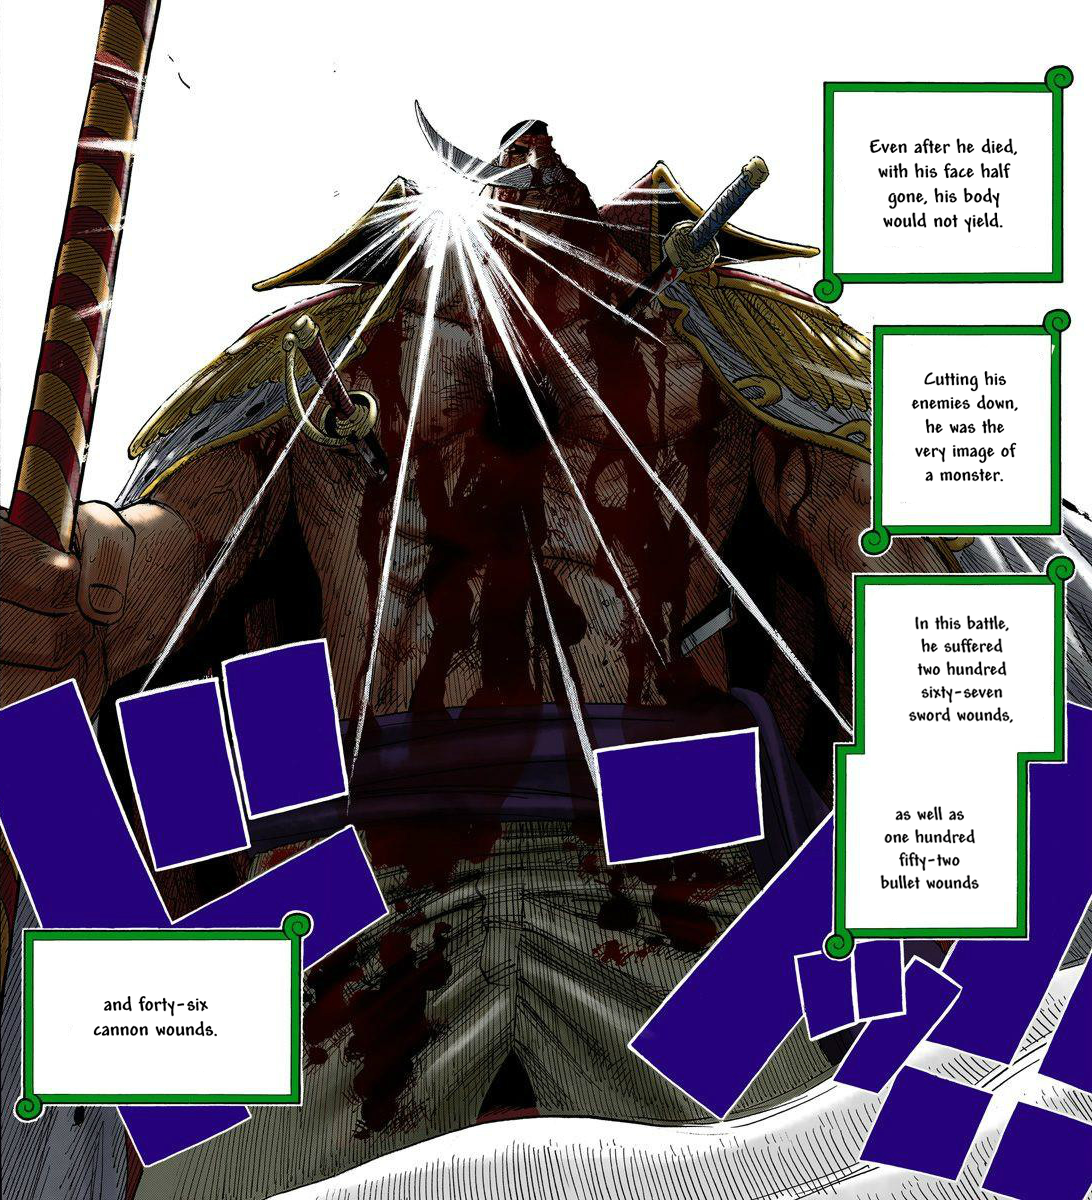 Even after he died,
with his face half
gone, his body
would not yield.
Cutting his
enemies down,
he was the
very image of
a monster.
In this battle,
he suffered
two hundred
sixty-seven
sword wounds,
as well as
one hundred
fifty-two
bullet wounds
and forty-six
cannon wounds.